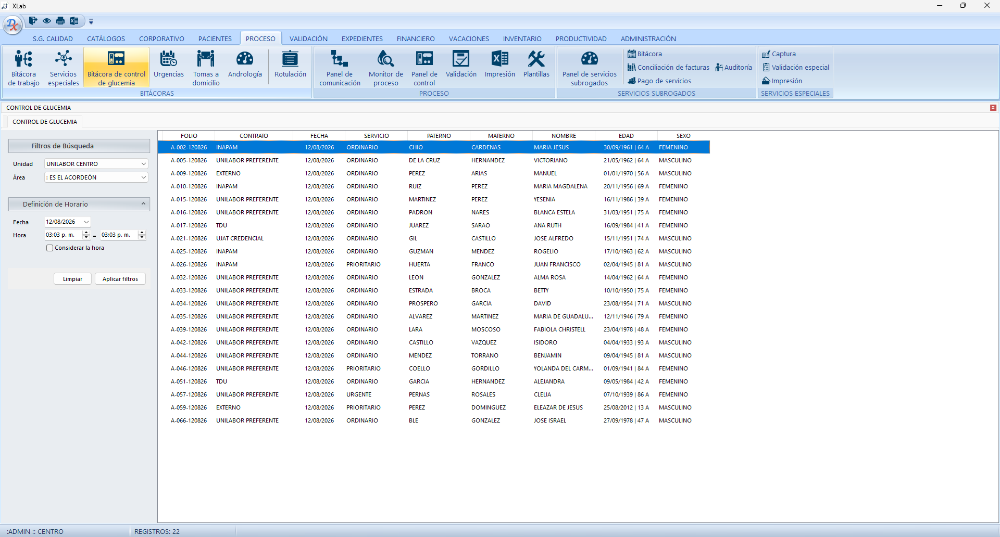 XLab
S.G. CALIDAD CATÁLOGOS CORPORATIVO PACIENTES PROCESO VALIDACIÓN EXPEDIENTES FINANCIERO VACACIONES INVENTARIO PRODUCTIVIDAD ADMINISTRACIÓN
Bitácora de trabajo
Servicios especiales
Bitácora de control de glucemia
Urgencias
Tomas a domicilio
Andrología
Rotulación
BITÁCORAS
Panel de comunicación
Monitor de proceso
Panel de control
Validación
Impresión
Plantillas
PROCESO
Panel de servicios subrogados
Bitácora
Conciliación de facturas
Auditoría
Pago de servicios
SERVICIOS SUBROGADOS
Captura
Validación especial
Impresión
SERVICIOS ESPECIALES
CONTROL DE GLUCEMIA
CONTROL DE GLUCEMIA
Filtros de Búsqueda
Unidad UNILABOR CENTRO
Área : ES EL ACORDEÓN
Definición de Horario
Fecha 12/08/2026
Hora 03:03 p. m. - 03:03 p. m.
Considerar la hora
Limpiar Aplicar filtros
FOLIO CONTRATO FECHA SERVICIO PATERNO MATERNO NOMBRE EDAD SEXO
A-002-120826 INAPAM 12/08/2026 ORDINARIO CHIO CARDENAS MARIA JESUS 30/09/1961 | 64 A FEMENINO
A-005-120826 UNILABOR PREFERENTE 12/08/2026 ORDINARIO DE LA CRUZ HERNANDEZ VICTORIANO 21/05/1962 | 64 A MASCULINO
A-009-120826 EXTERNO 12/08/2026 ORDINARIO PEREZ ARIAS MANUEL 01/01/1970 | 56 A MASCULINO
A-010-120826 INAPAM 12/08/2026 ORDINARIO RUIZ PEREZ MARIA MAGDALENA 20/11/1956 | 69 A FEMENINO
A-015-120826 UNILABOR PREFERENTE 12/08/2026 ORDINARIO MARTINEZ PEREZ YESENIA 16/11/1986 | 39 A FEMENINO
A-016-120826 UNILABOR PREFERENTE 12/08/2026 ORDINARIO PADRON NARES BLANCA ESTELA 31/03/1951 | 75 A FEMENINO
A-017-120826 TDU 12/08/2026 ORDINARIO JUAREZ SARAO ANA RUTH 16/09/1984 | 41 A FEMENINO
A-021-120826 UJAT CREDENCIAL 12/08/2026 ORDINARIO GIL CASTILLO JOSE ALFREDO 15/11/1951 | 74 A MASCULINO
A-025-120826 INAPAM 12/08/2026 ORDINARIO GUZMAN MENDEZ ROGELIO 17/10/1963 | 62 A MASCULINO
A-026-120826 INAPAM 12/08/2026 PRIORITARIO HUERTA FRANCO JUAN FRANCISCO 02/04/1945 | 81 A MASCULINO
A-032-120826 UNILABOR PREFERENTE 12/08/2026 ORDINARIO LEON GONZALEZ ALMA ROSA 14/04/1962 | 64 A FEMENINO
A-033-120826 UNILABOR PREFERENTE 12/08/2026 ORDINARIO ESTRADA BROCA BETTY 10/10/1950 | 75 A FEMENINO
A-034-120826 UNILABOR PREFERENTE 12/08/2026 ORDINARIO PROSPERO GARCIA DAVID 23/08/1954 | 71 A MASCULINO
A-035-120826 UNILABOR PREFERENTE 12/08/2026 ORDINARIO ALVAREZ MARTINEZ MARIA DE GUADALU... 12/11/1946 | 79 A FEMENINO
A-039-120826 UNILABOR PREFERENTE 12/08/2026 ORDINARIO LARA MOSCOSO FABIOLA CHRISTELL 23/04/1978 | 48 A FEMENINO
A-042-120826 UNILABOR PREFERENTE 12/08/2026 ORDINARIO CASTILLO VAZQUEZ ISIDORO 04/04/1933 | 93 A MASCULINO
A-044-120826 UNILABOR PREFERENTE 12/08/2026 ORDINARIO MENDEZ TORRANO BENJAMIN 09/04/1945 | 81 A MASCULINO
A-046-120826 UNILABOR PREFERENTE 12/08/2026 PRIORITARIO COELLO GORDILLO YOLANDA DEL CARM... 01/09/1941 | 84 A FEMENINO
A-051-120826 TDU 12/08/2026 ORDINARIO GARCIA HERNANDEZ ALEJANDRA 09/05/1984 | 42 A FEMENINO
A-057-120826 UNILABOR PREFERENTE 12/08/2026 URGENTE PERNAS ROSALES CLELIA 07/10/1939 | 86 A FEMENINO
A-059-120826 EXTERNO 12/08/2026 PRIORITARIO PEREZ DOMINGUEZ ELEAZAR DE JESUS 25/08/2012 | 13 A MASCULINO
A-066-120826 UNILABOR PREFERENTE 12/08/2026 ORDINARIO BLE GONZALEZ JOSE ISRAEL 27/09/1978 | 47 A MASCULINO
:ADMIN :: CENTRO REGISTROS: 22